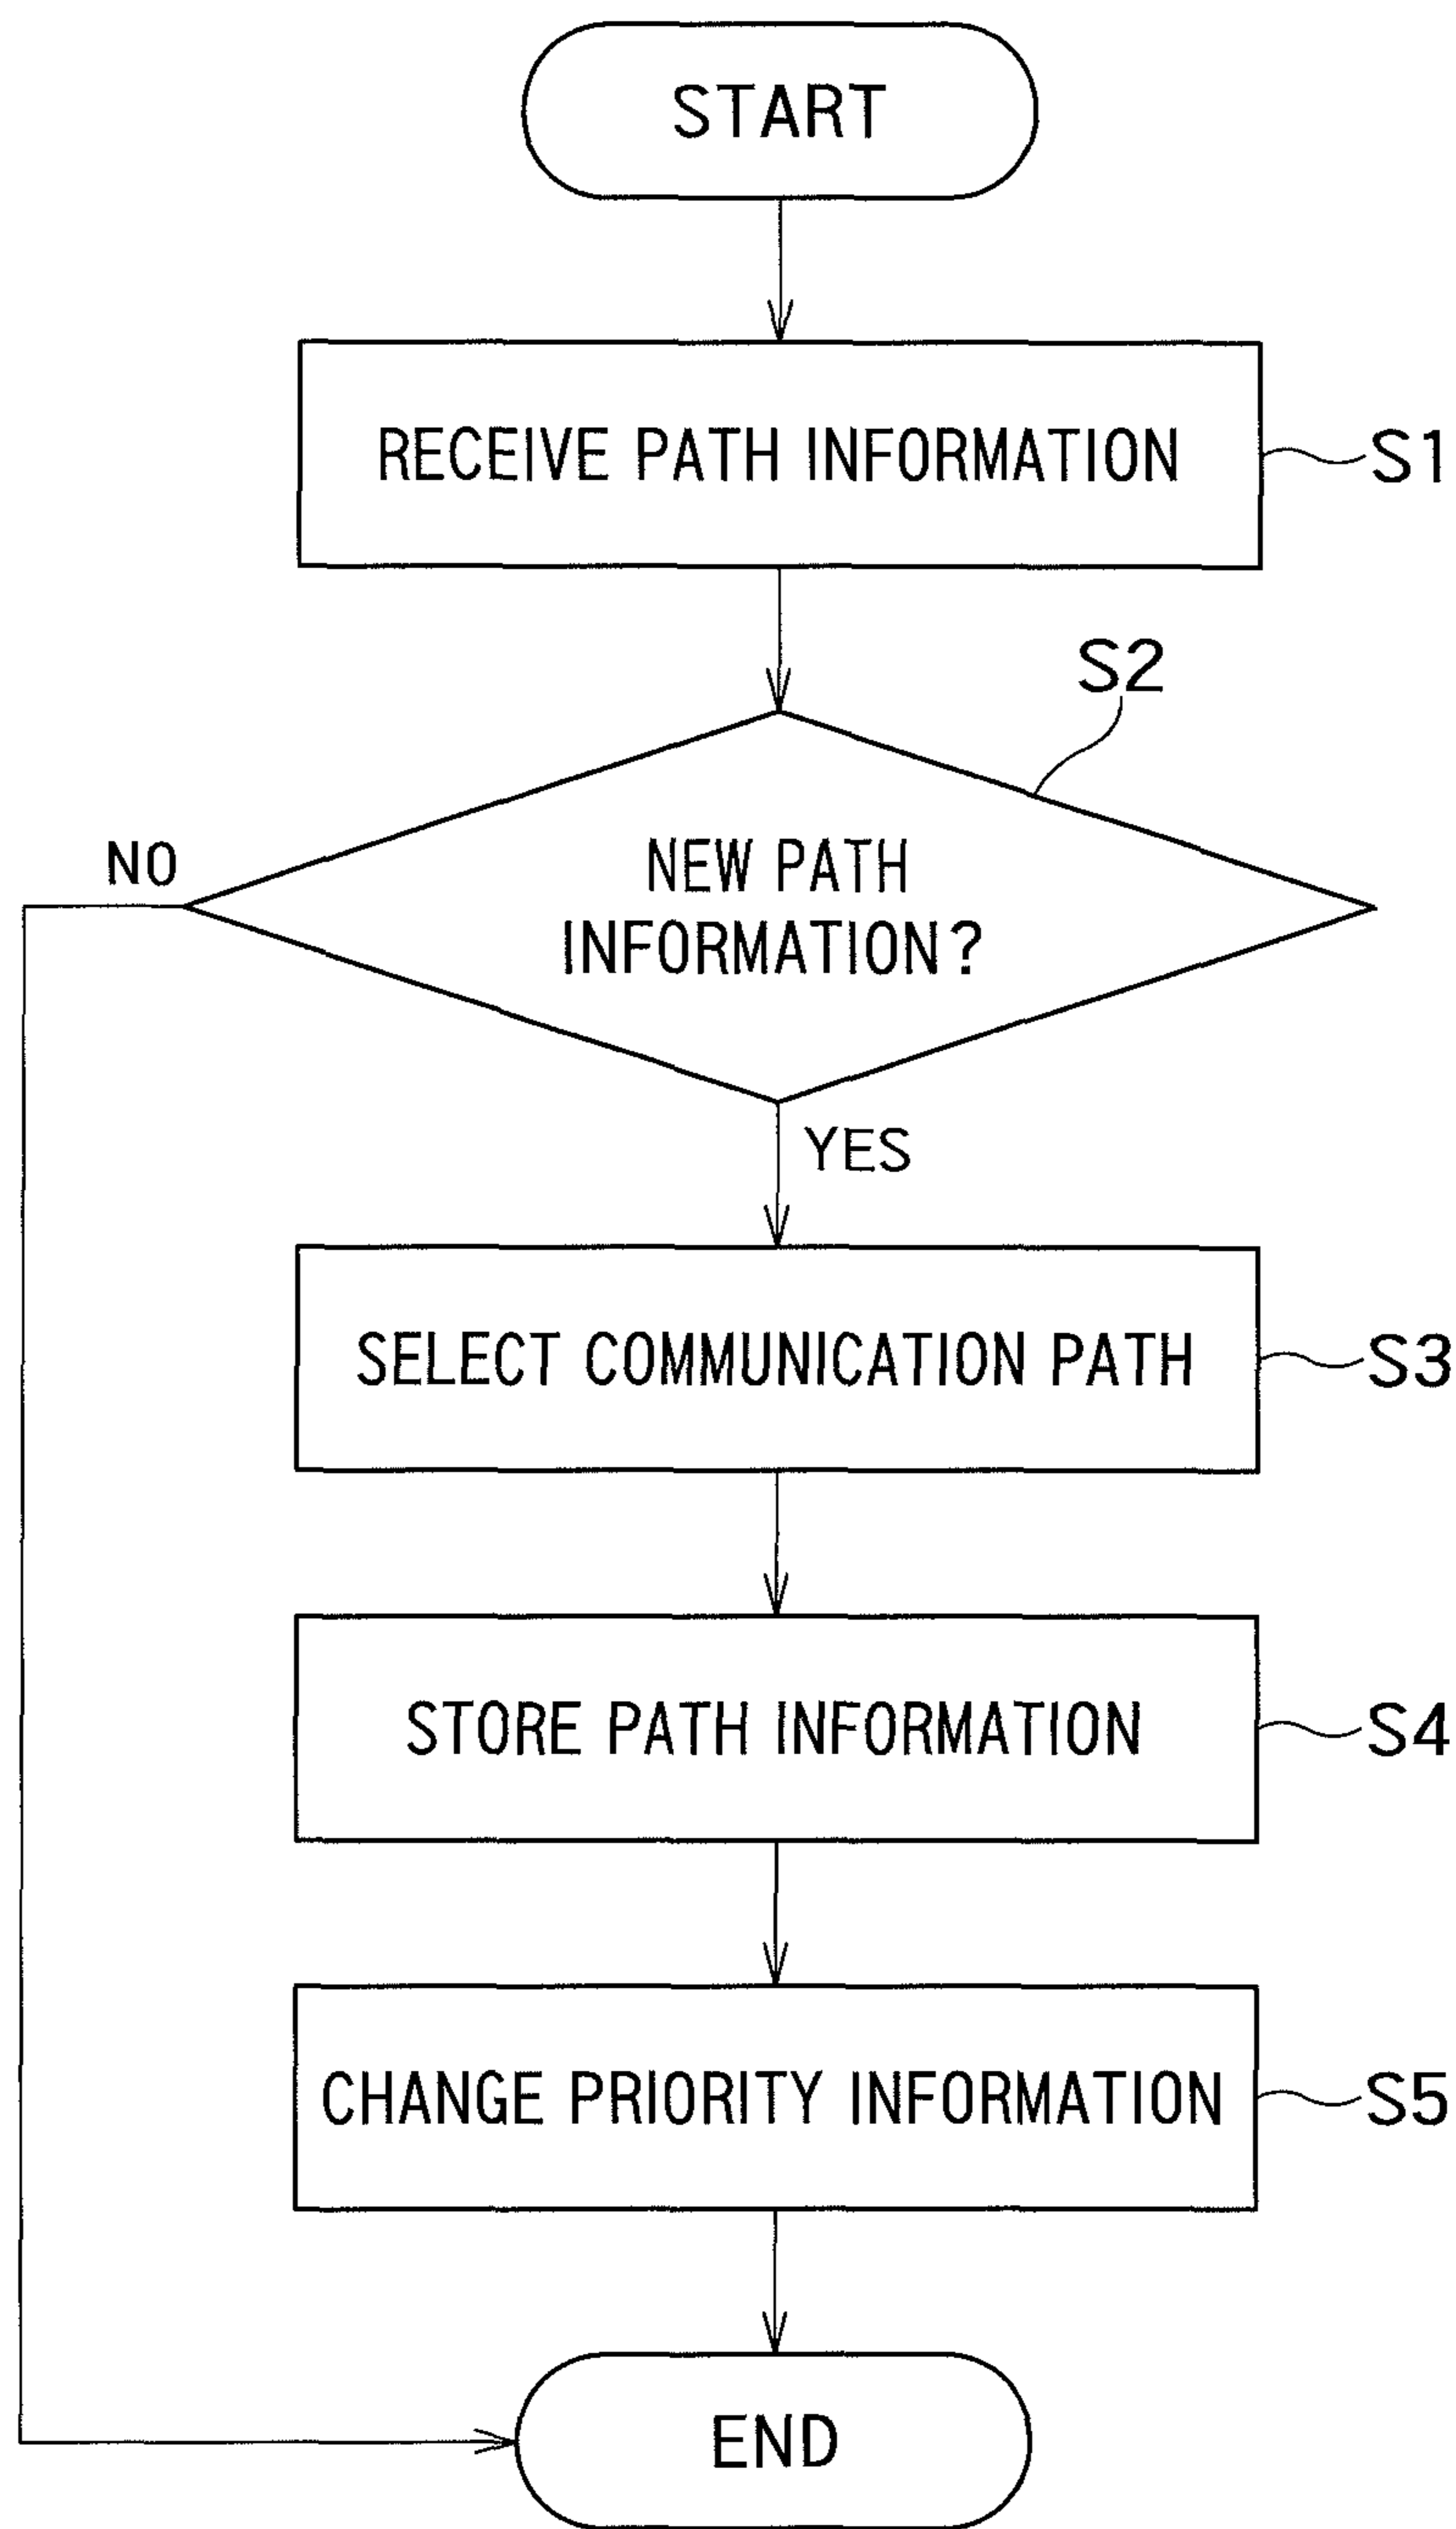 START
RECEIVE PATH INFORMATION
S1
S2
NEW PATH
INFORMATION?
NO
YES
SELECT COMMUNICATION PATH
S3
STORE PATH INFORMATION
S4
CHANGE PRIORITY INFORMATION
S5
END